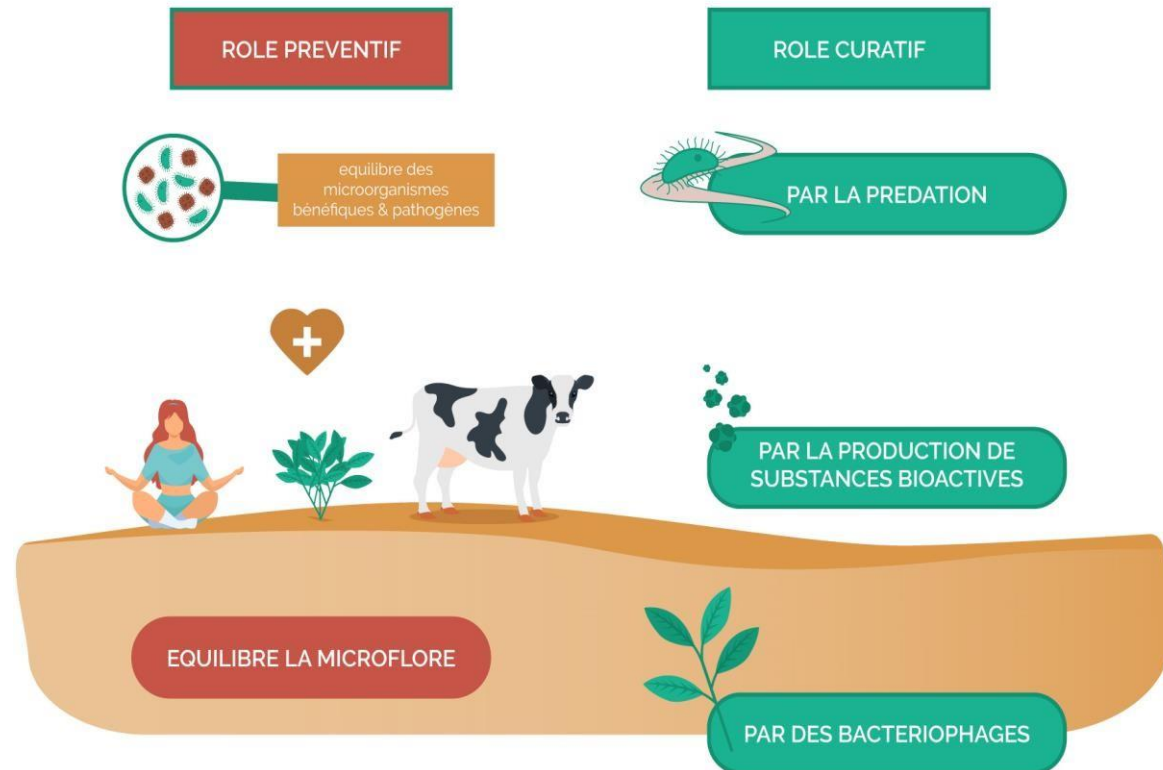 ROLE PREVENTIF
ROLE CURATIF
equilibre des
microorganismes
bénéfiques & pathogènes
PAR LA PREDATION
PAR LA PRODUCTION DE
SUBSTANCES BIOACTIVES
EQUILIBRE LA MICROFLORE
PAR DES BACTERIOPHAGES